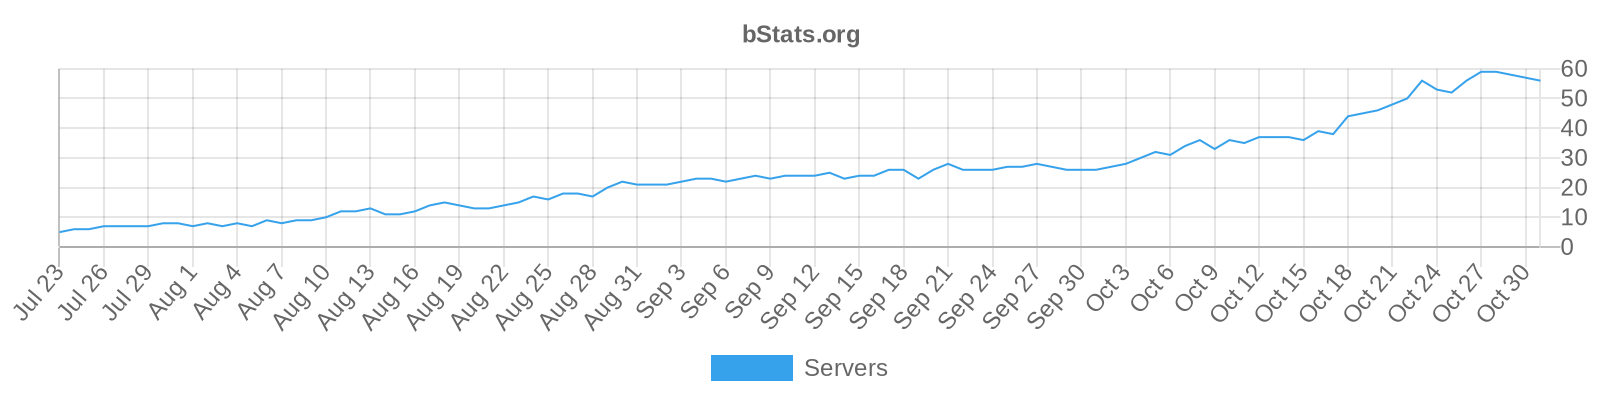 bStats.org
60
50
40
30
20
10
0
Jul 23
Jul 26
Jul 29
Aug 1
Aug 4
Aug 7
Aug 10
Aug 13
Aug 16
Aug 19
Aug 22
Aug 25
Aug 28
Aug 31
Sep 3
Sep 6
Sep 9
Sep 12
Sep 15
Sep 18
Sep 21
Sep 24
Sep 27
Sep 30
Oct 3
Oct 6
Oct 9
Oct 12
Oct 15
Oct 18
Oct 21
Oct 24
Oct 27
Oct 30
Servers